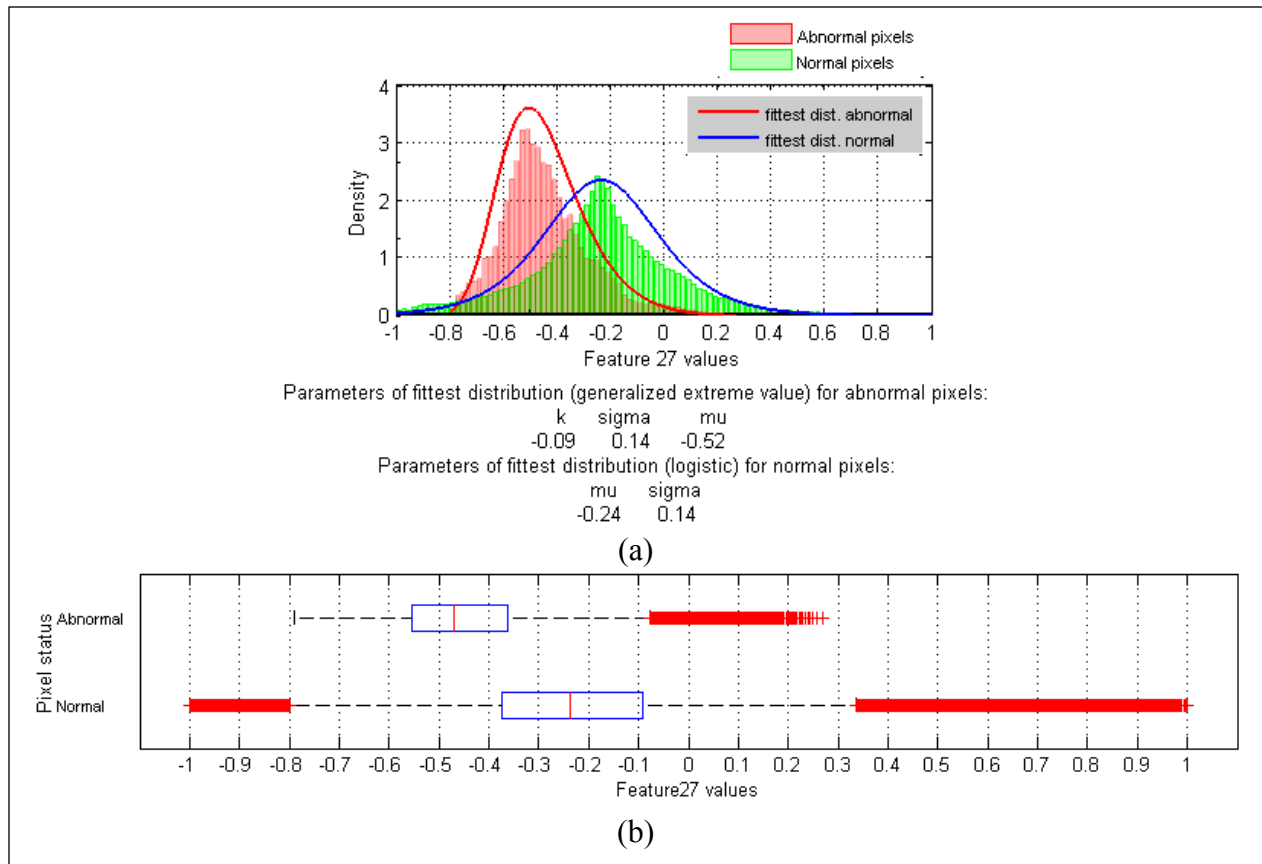 Abnormal pixels
Normal pixels
4
3
2
1
0
Density
fittest dist. abnormal
fittest dist. normal
-1 -0.8 -0.6 -0.4 -0.2 0 0.2 0.4 0.6 0.8 1
Feature 27 values
Parameters of fittest distribution (generalized extreme value) for abnormal pixels:
k sigma mu
-0.09 0.14 -0.52
Parameters of fittest distribution (logistic) for normal pixels:
mu sigma
-0.24 0.14
(a)
Pixel status
Abnormal
Normal
-1 -0.9 -0.8 -0.7 -0.6 -0.5 -0.4 -0.3 -0.2 -0.1 0 0.1 0.2 0.3 0.4 0.5 0.6 0.7 0.8 0.9 1
Feature27 values
(b)